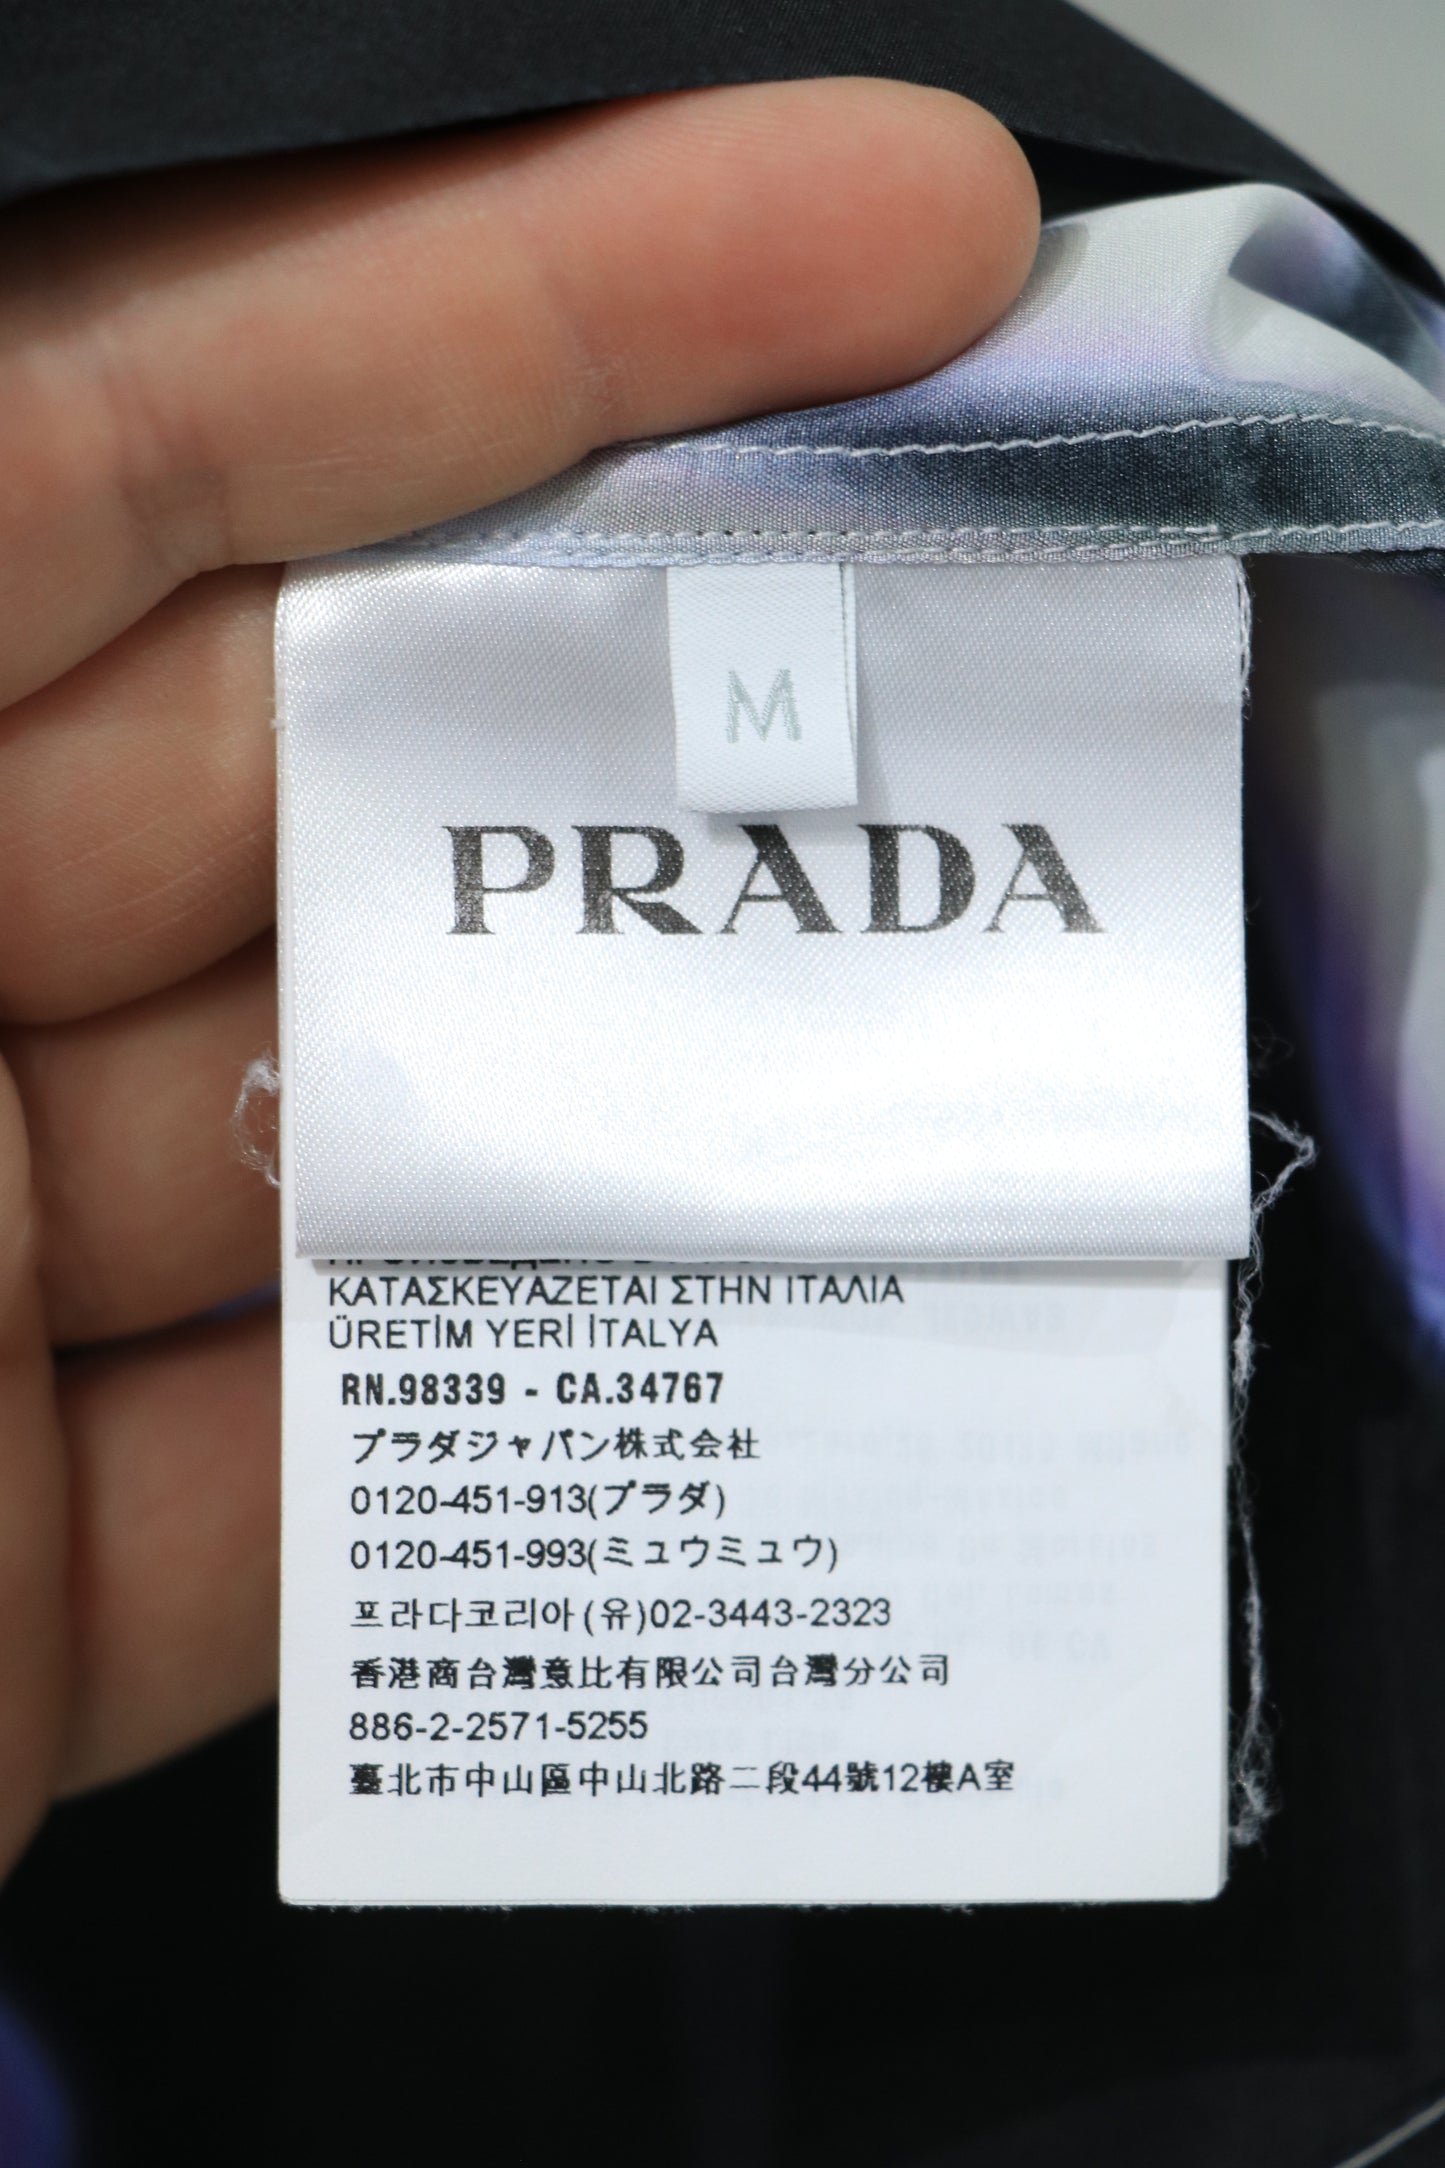 M
PRADA
ΚΑΤΑΣΚΕΥΑΖΕΤΑΙ ΣΤΗΝ ΙΤΑΛΙΑ
ÜRETİM YERİ İTALYA
RN.98339 - CA.34767
プラダジャパン株式会社
0120-451-913(プラダ)
0120-451-993(ミュウミュウ)
프라다코리아(유)02-3443-2323
香港商台灣意比有限公司台灣分公司
886-2-2571-5255
臺北市中山區中山北路二段44號12樓A室